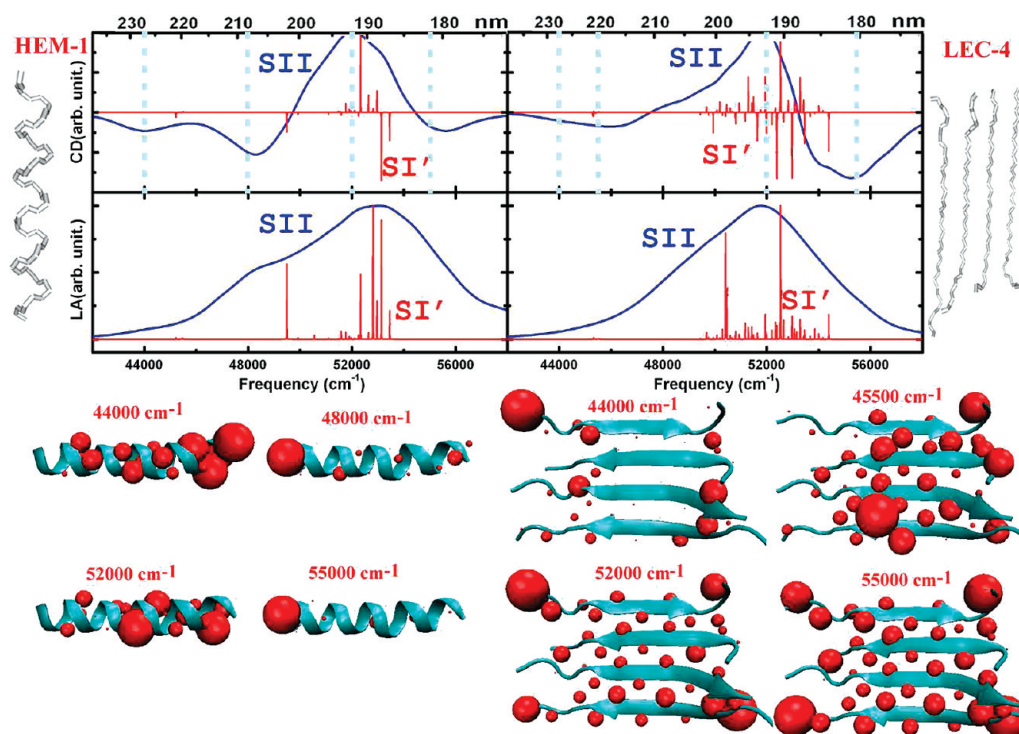 230 220 210 200 190 180 nm 230 220 210 200 190 180 nm
HEM-1
LEC-4
SII
SII
CD(arb. unit.)
SI'
SI'
SII
SII
LA(arb. unit.)
SI'
SI'
44000 48000 52000 56000
44000 48000 52000 56000
Frequency (cm-1)
Frequency (cm-1)
44000 cm-1
48000 cm-1
44000 cm-1
45500 cm-1
52000 cm-1
55000 cm-1
52000 cm-1
55000 cm-1